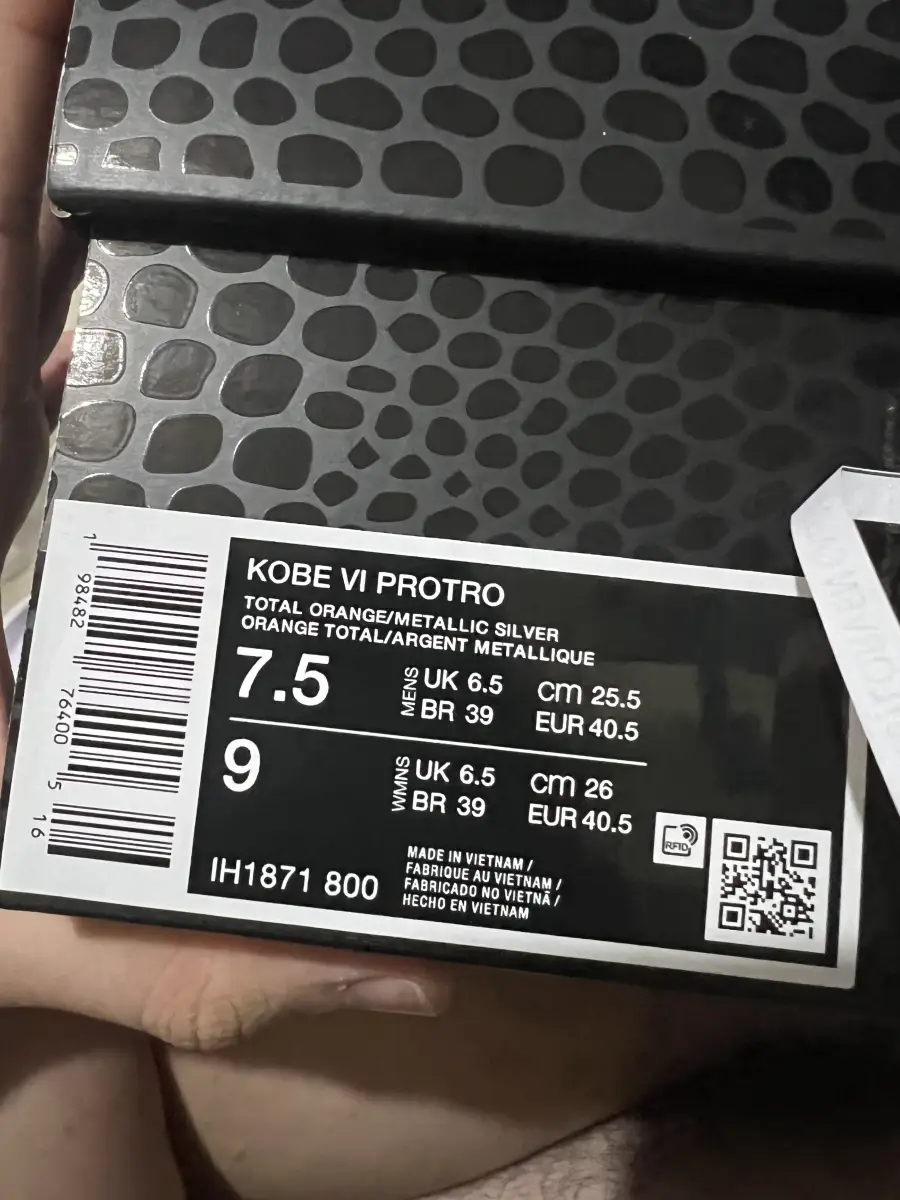 KOBE VI PROTRO
TOTAL ORANGE/METALLIC SILVER
ORANGE TOTAL/ARGENT METALLIQUE
7.5
MENS
UK 6.5
BR 39
cm 25.5
EUR 40.5
9
WMNS
UK 6.5
BR 39
cm 26
EUR 40.5
IH1871 800
MADE IN VIETNAM /
FABRIQUE AU VIETNAM /
FABRICADO NO VIETNÃ /
HECHO EN VIETNAM
RFID
1 98482 76400 5 16